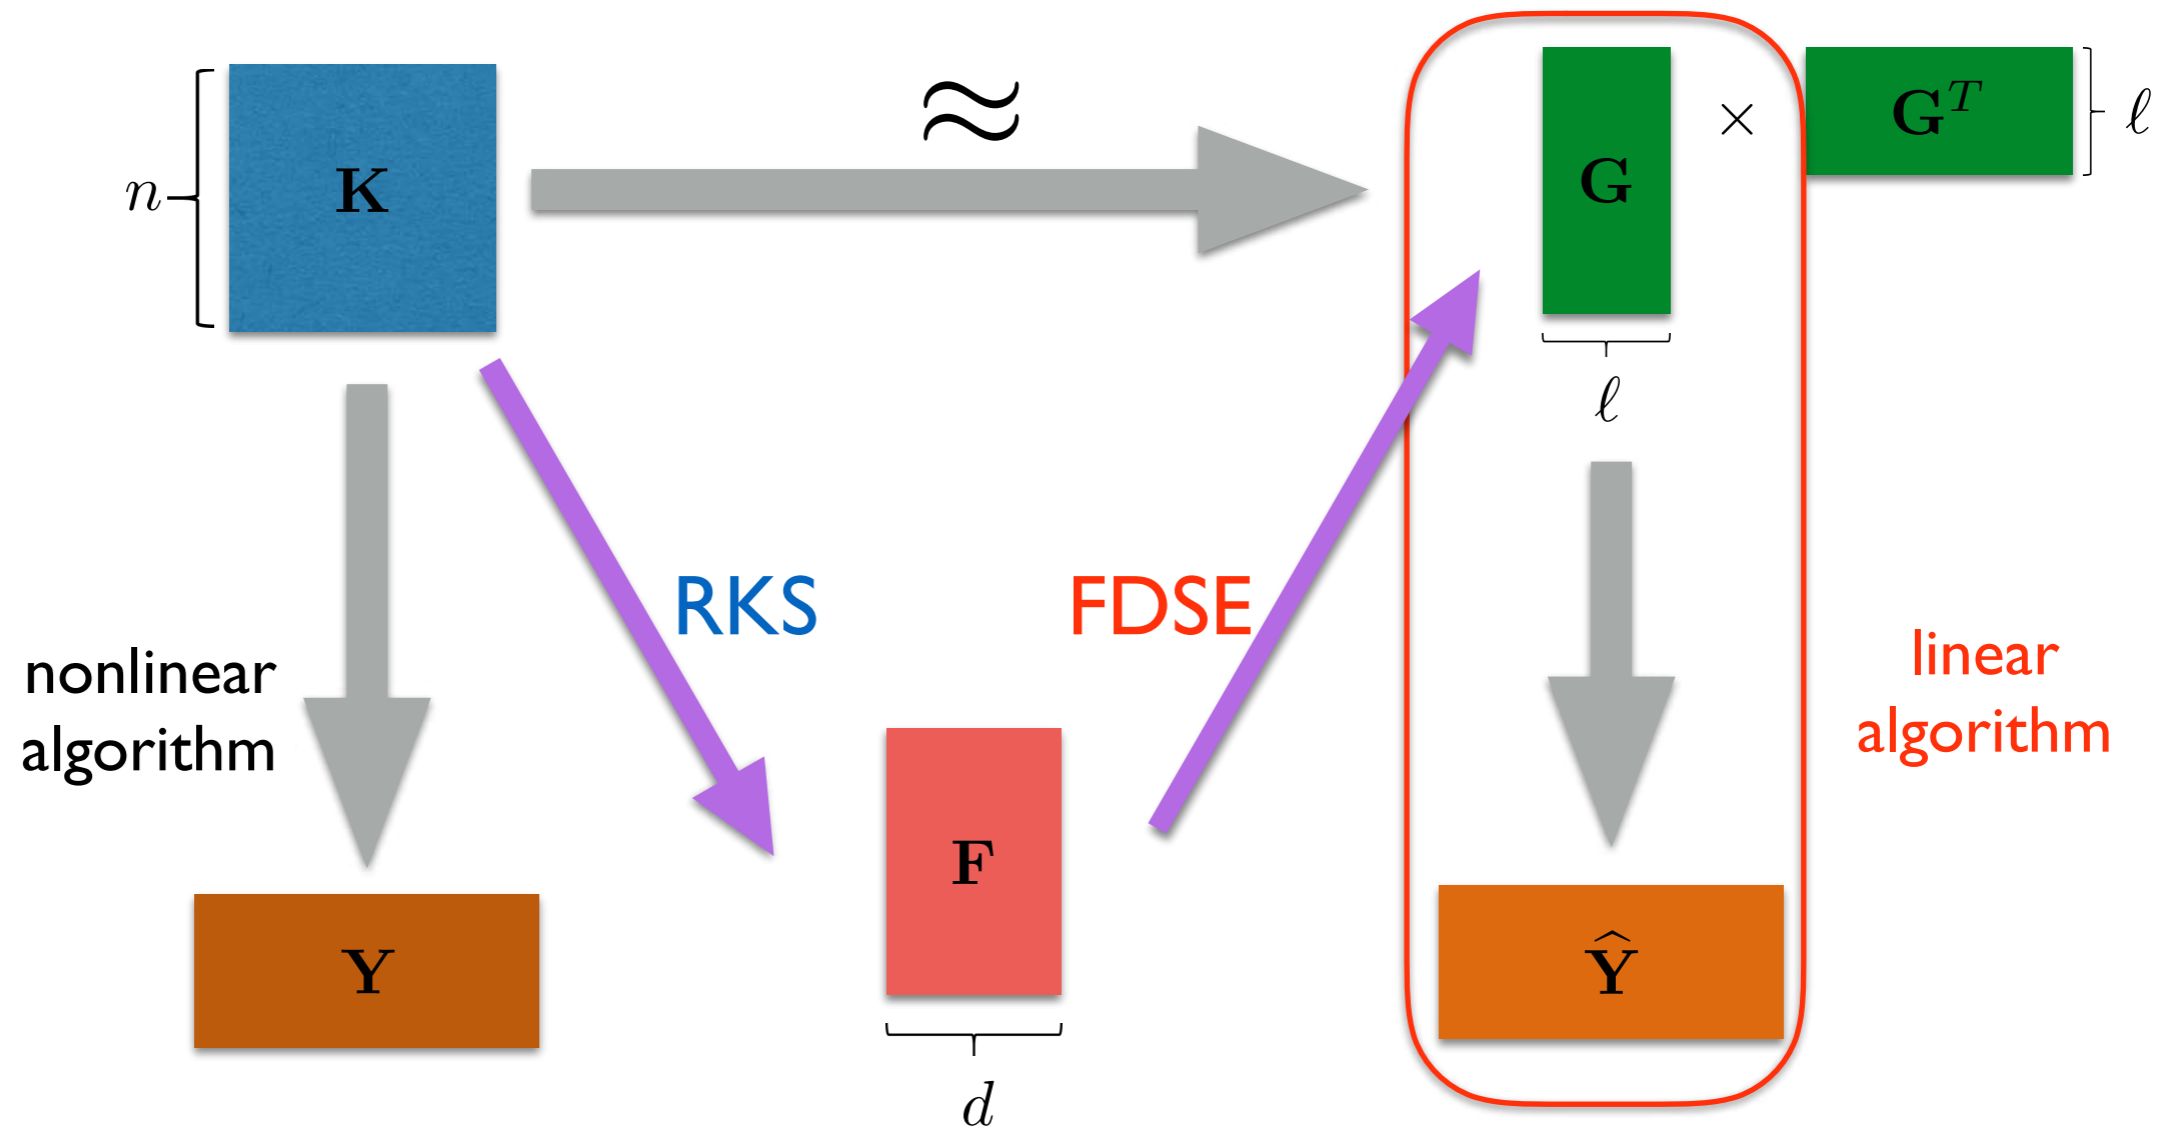 ≈
n
K
G
×
G^T
ℓ
ℓ
RKS
FDSE
nonlinear
algorithm
linear
algorithm
F
Y
Ŷ
d